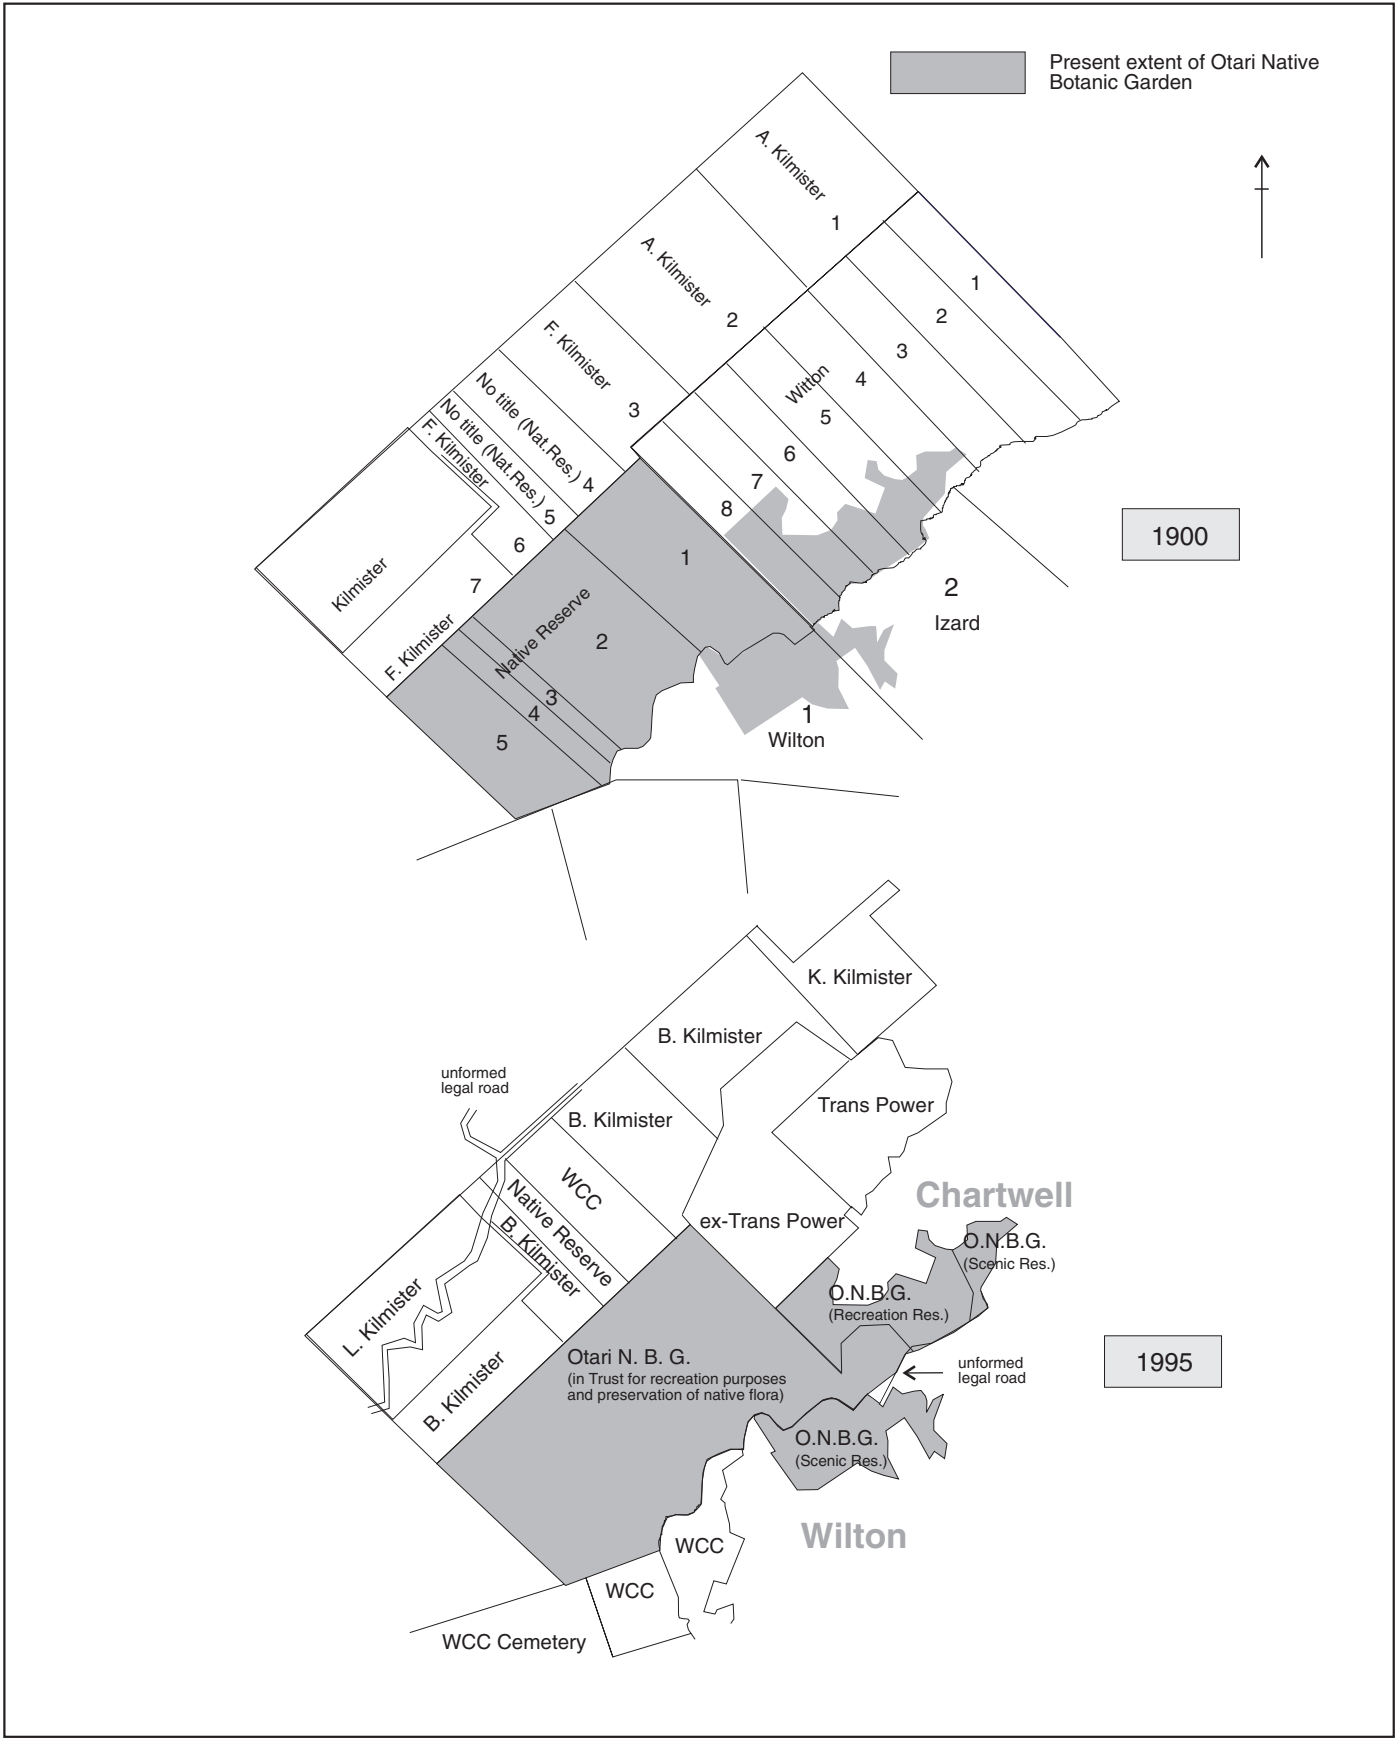 Present extent of Otari Native
Botanic Garden
A. Kilmister
1
A. Kilmister
2
F. Kilmister
3
No title (Nat.Res.)
4
No title (Nat.Res.)
5
F. Kilmister
6
7
Kilmister
F. Kilmister
1
2
3
4
Witton
5
6
7
8
1
Native Reserve
2
3
4
5
2
Izard
1
Wilton
1900
K. Kilmister
B. Kilmister
unformed
legal road
B. Kilmister
Trans Power
WCC
Native Reserve
B. Kilmister
ex-Trans Power
Chartwell
O.N.B.G.
(Scenic Res.)
L. Kilmister
O.N.B.G.
(Recreation Res.)
B. Kilmister
Otari N. B. G.
(in Trust for recreation purposes
and preservation of native flora)
unformed
legal road
1995
O.N.B.G.
(Scenic Res.)
Wilton
WCC
WCC
WCC Cemetery